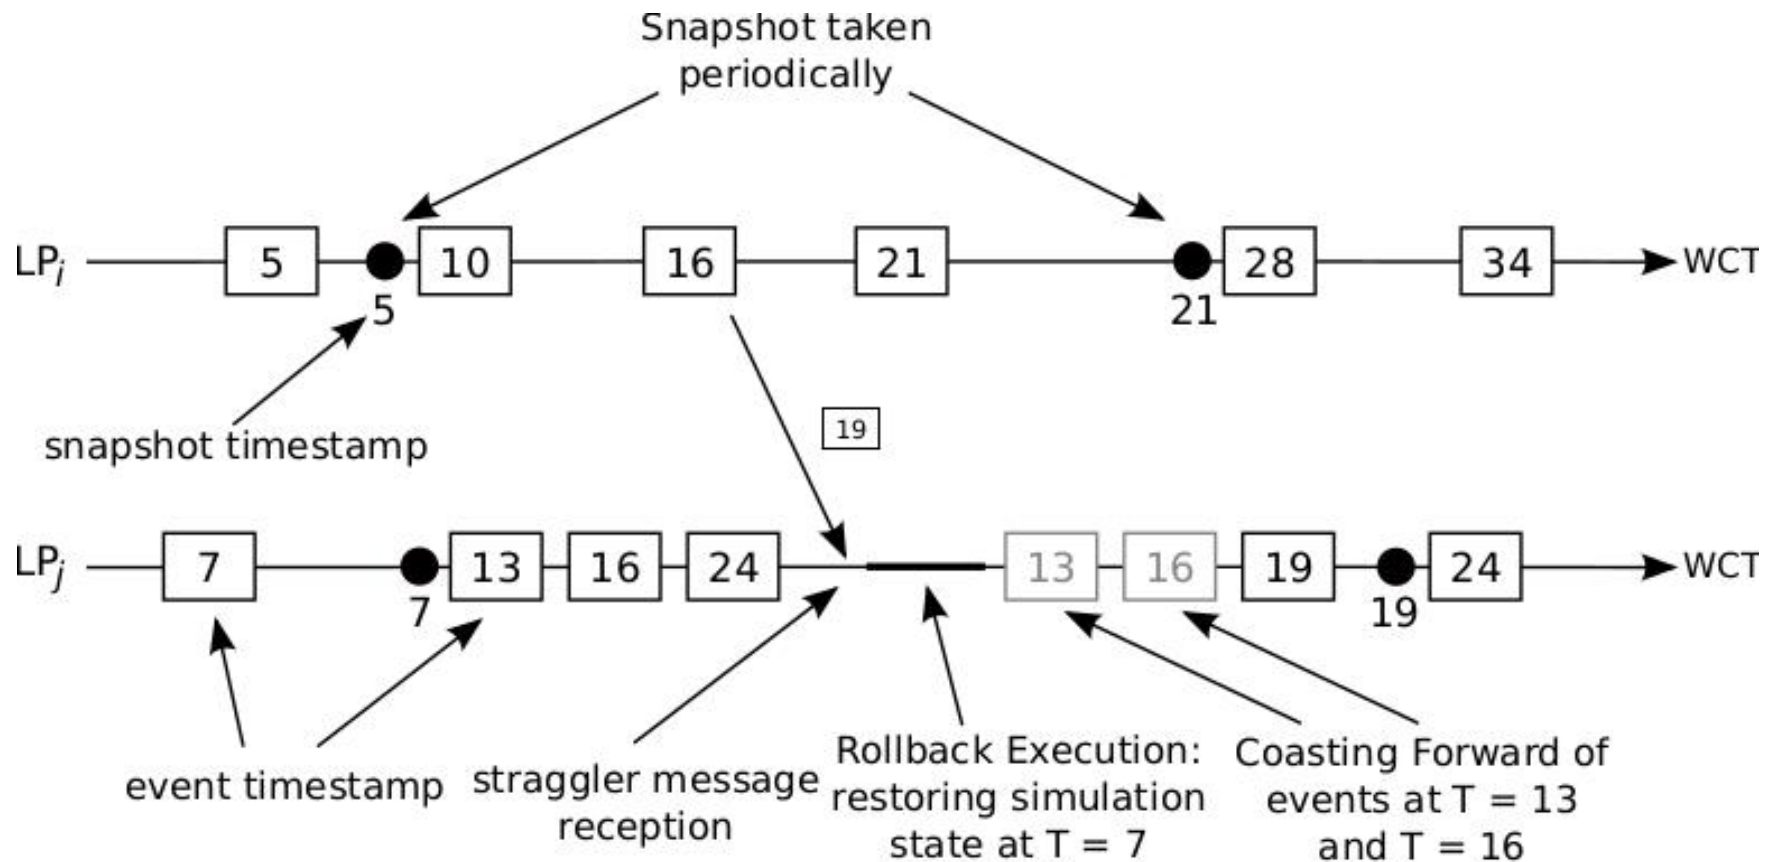 Snapshot taken
periodically
LPi 5 10 16 21 28 34 WCT
5 21
19
snapshot timestamp
LPj 7 13 16 24 13 16 19 24 WCT
7 19
event timestamp
straggler message
reception
Rollback Execution:
restoring simulation
state at T = 7
Coasting Forward of
events at T = 13
and T = 16